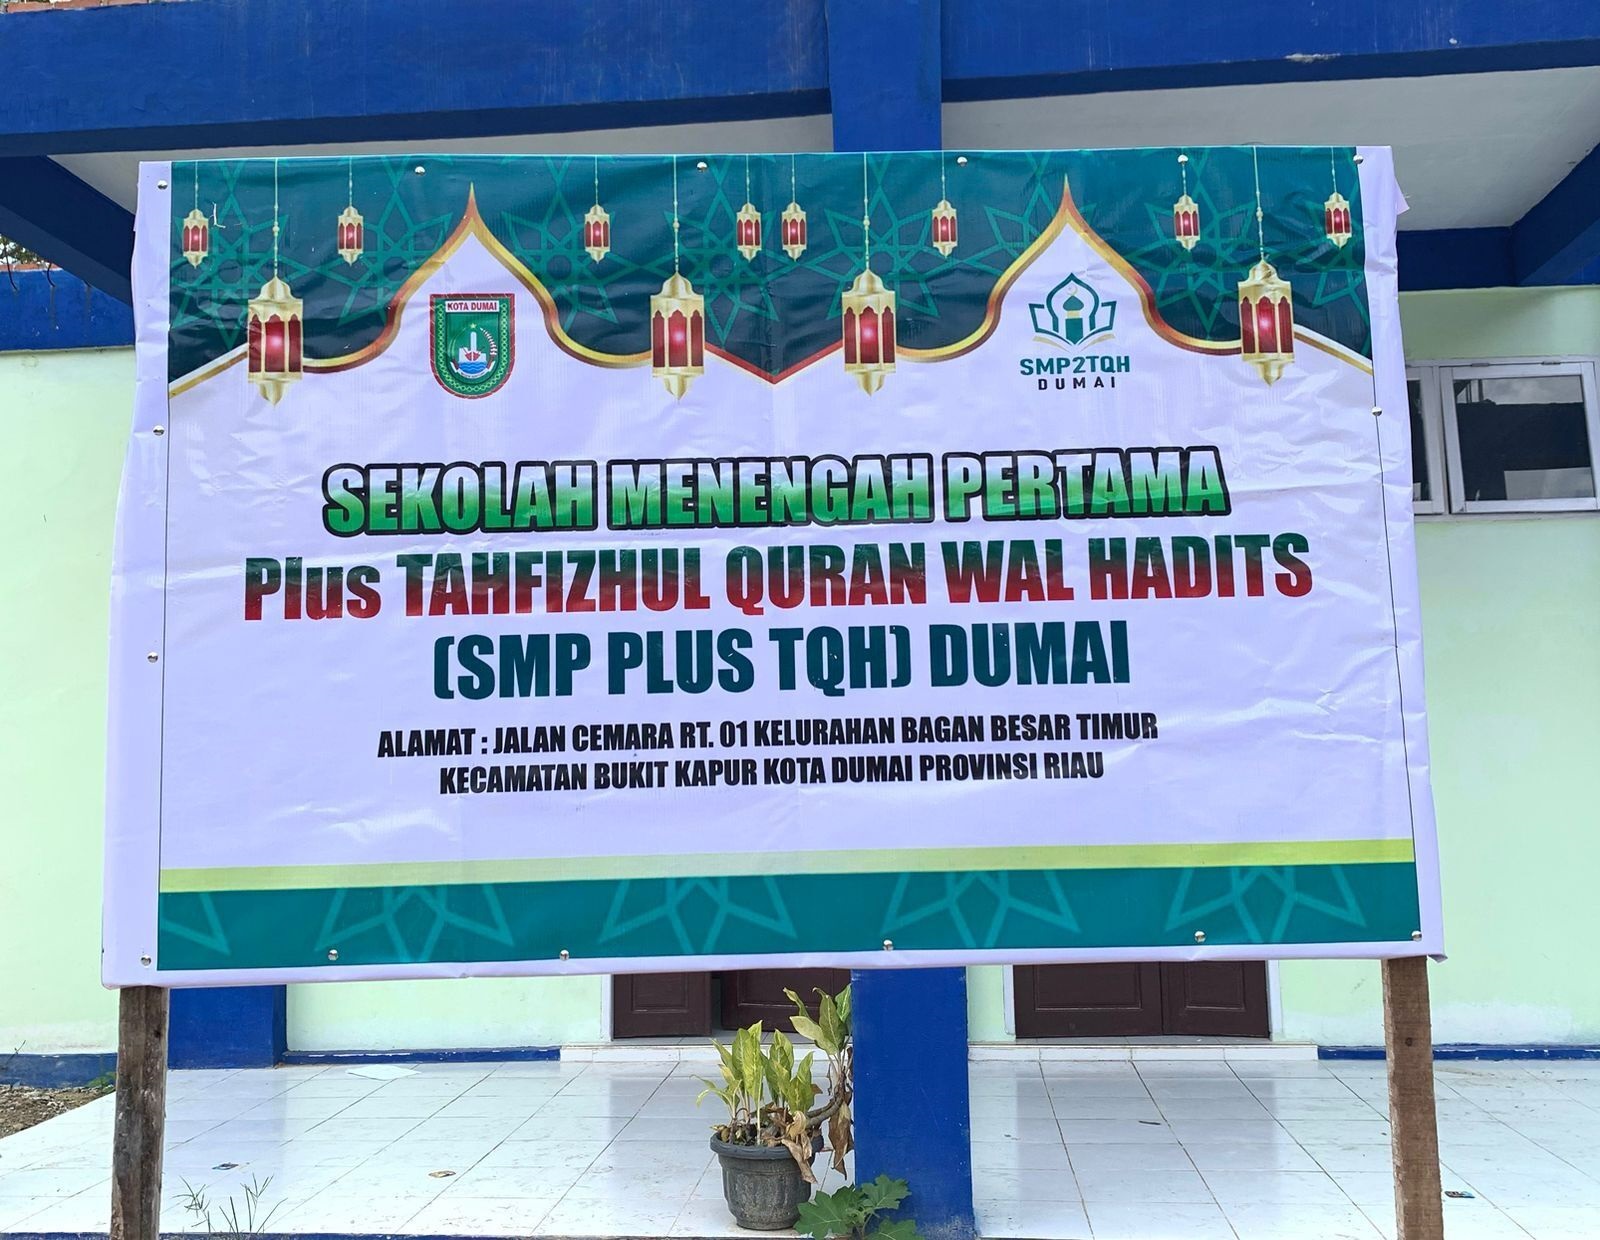 KOTA DUMAI
SMP2TQH
DUMAI
SEKOLAH MENENGAH PERTAMA
Plus TAHFIZHUL QURAN WAL HADITS
(SMP PLUS TQH) DUMAI
ALAMAT : JALAN CEMARA RT. 01 KELURAHAN BAGAN BESAR TIMUR
KECAMATAN BUKIT KAPUR KOTA DUMAI PROVINSI RIAU